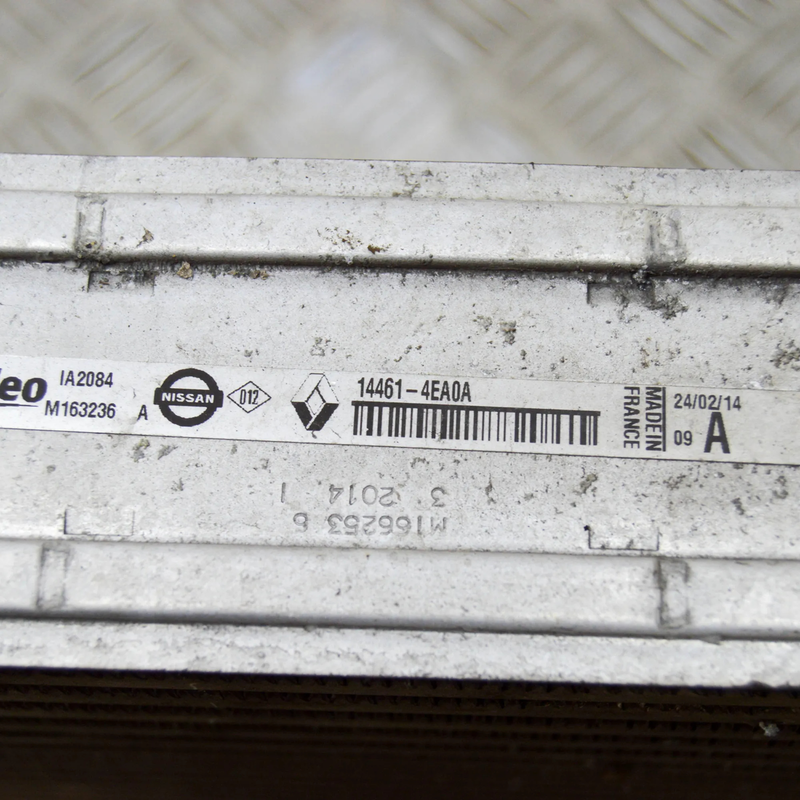 leo
IA2084
M163236 A
NISSAN
012
14461-4EA0A
MADE IN
FRANCE
24/02/14
09 A
M166253 6
3 2014 1